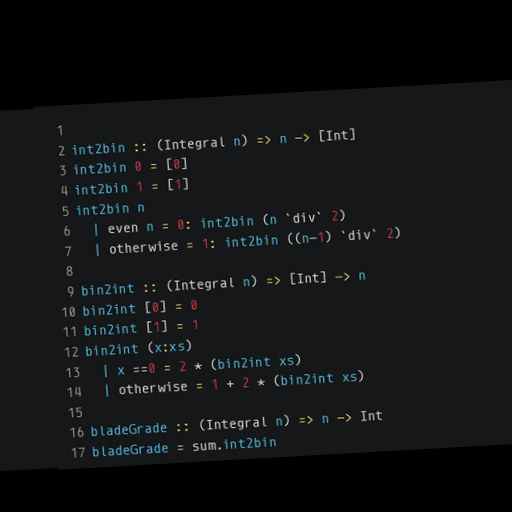 1
2 int2bin :: (Integral n) => n -> [Int]
3 int2bin 0 = [0]
4 int2bin 1 = [1]
5 int2bin n
6   | even n = 0: int2bin (n `div` 2)
7   | otherwise = 1: int2bin ((n-1) `div` 2)
8
9 bin2int :: (Integral n) => [Int] -> n
10 bin2int [0] = 0
11 bin2int [1] = 1
12 bin2int (x:xs)
13   | x ==0 = 2 * (bin2int xs)
14   | otherwise = 1 + 2 * (bin2int xs)
15
16 bladeGrade :: (Integral n) => n -> Int
17 bladeGrade = sum.int2bin